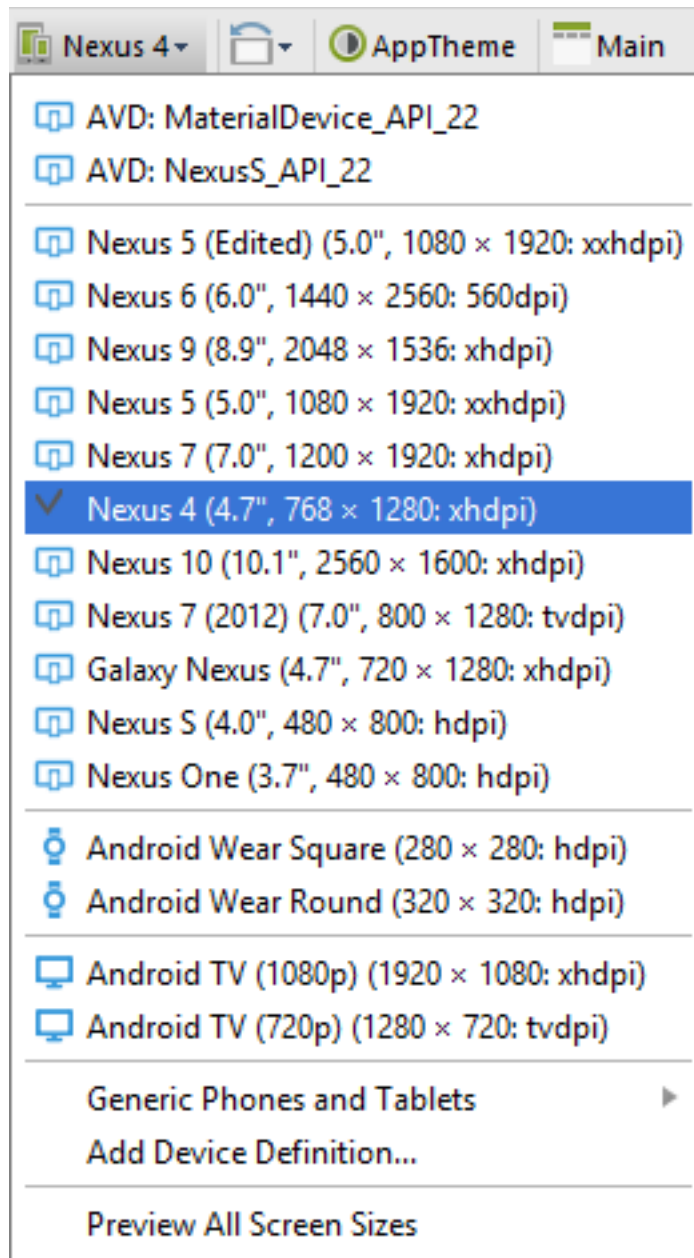 Nexus 4 AppTheme Main
AVD: MaterialDevice_API_22
AVD: NexusS_API_22
Nexus 5 (Edited) (5.0", 1080 × 1920: xxhdpi)
Nexus 6 (6.0", 1440 × 2560: 560dpi)
Nexus 9 (8.9", 2048 × 1536: xhdpi)
Nexus 5 (5.0", 1080 × 1920: xxhdpi)
Nexus 7 (7.0", 1200 × 1920: xhdpi)
Nexus 4 (4.7", 768 × 1280: xhdpi)
Nexus 10 (10.1", 2560 × 1600: xhdpi)
Nexus 7 (2012) (7.0", 800 × 1280: tvdpi)
Galaxy Nexus (4.7", 720 × 1280: xhdpi)
Nexus S (4.0", 480 × 800: hdpi)
Nexus One (3.7", 480 × 800: hdpi)
Android Wear Square (280 × 280: hdpi)
Android Wear Round (320 × 320: hdpi)
Android TV (1080p) (1920 × 1080: xhdpi)
Android TV (720p) (1280 × 720: tvdpi)
Generic Phones and Tablets
Add Device Definition...
Preview All Screen Sizes